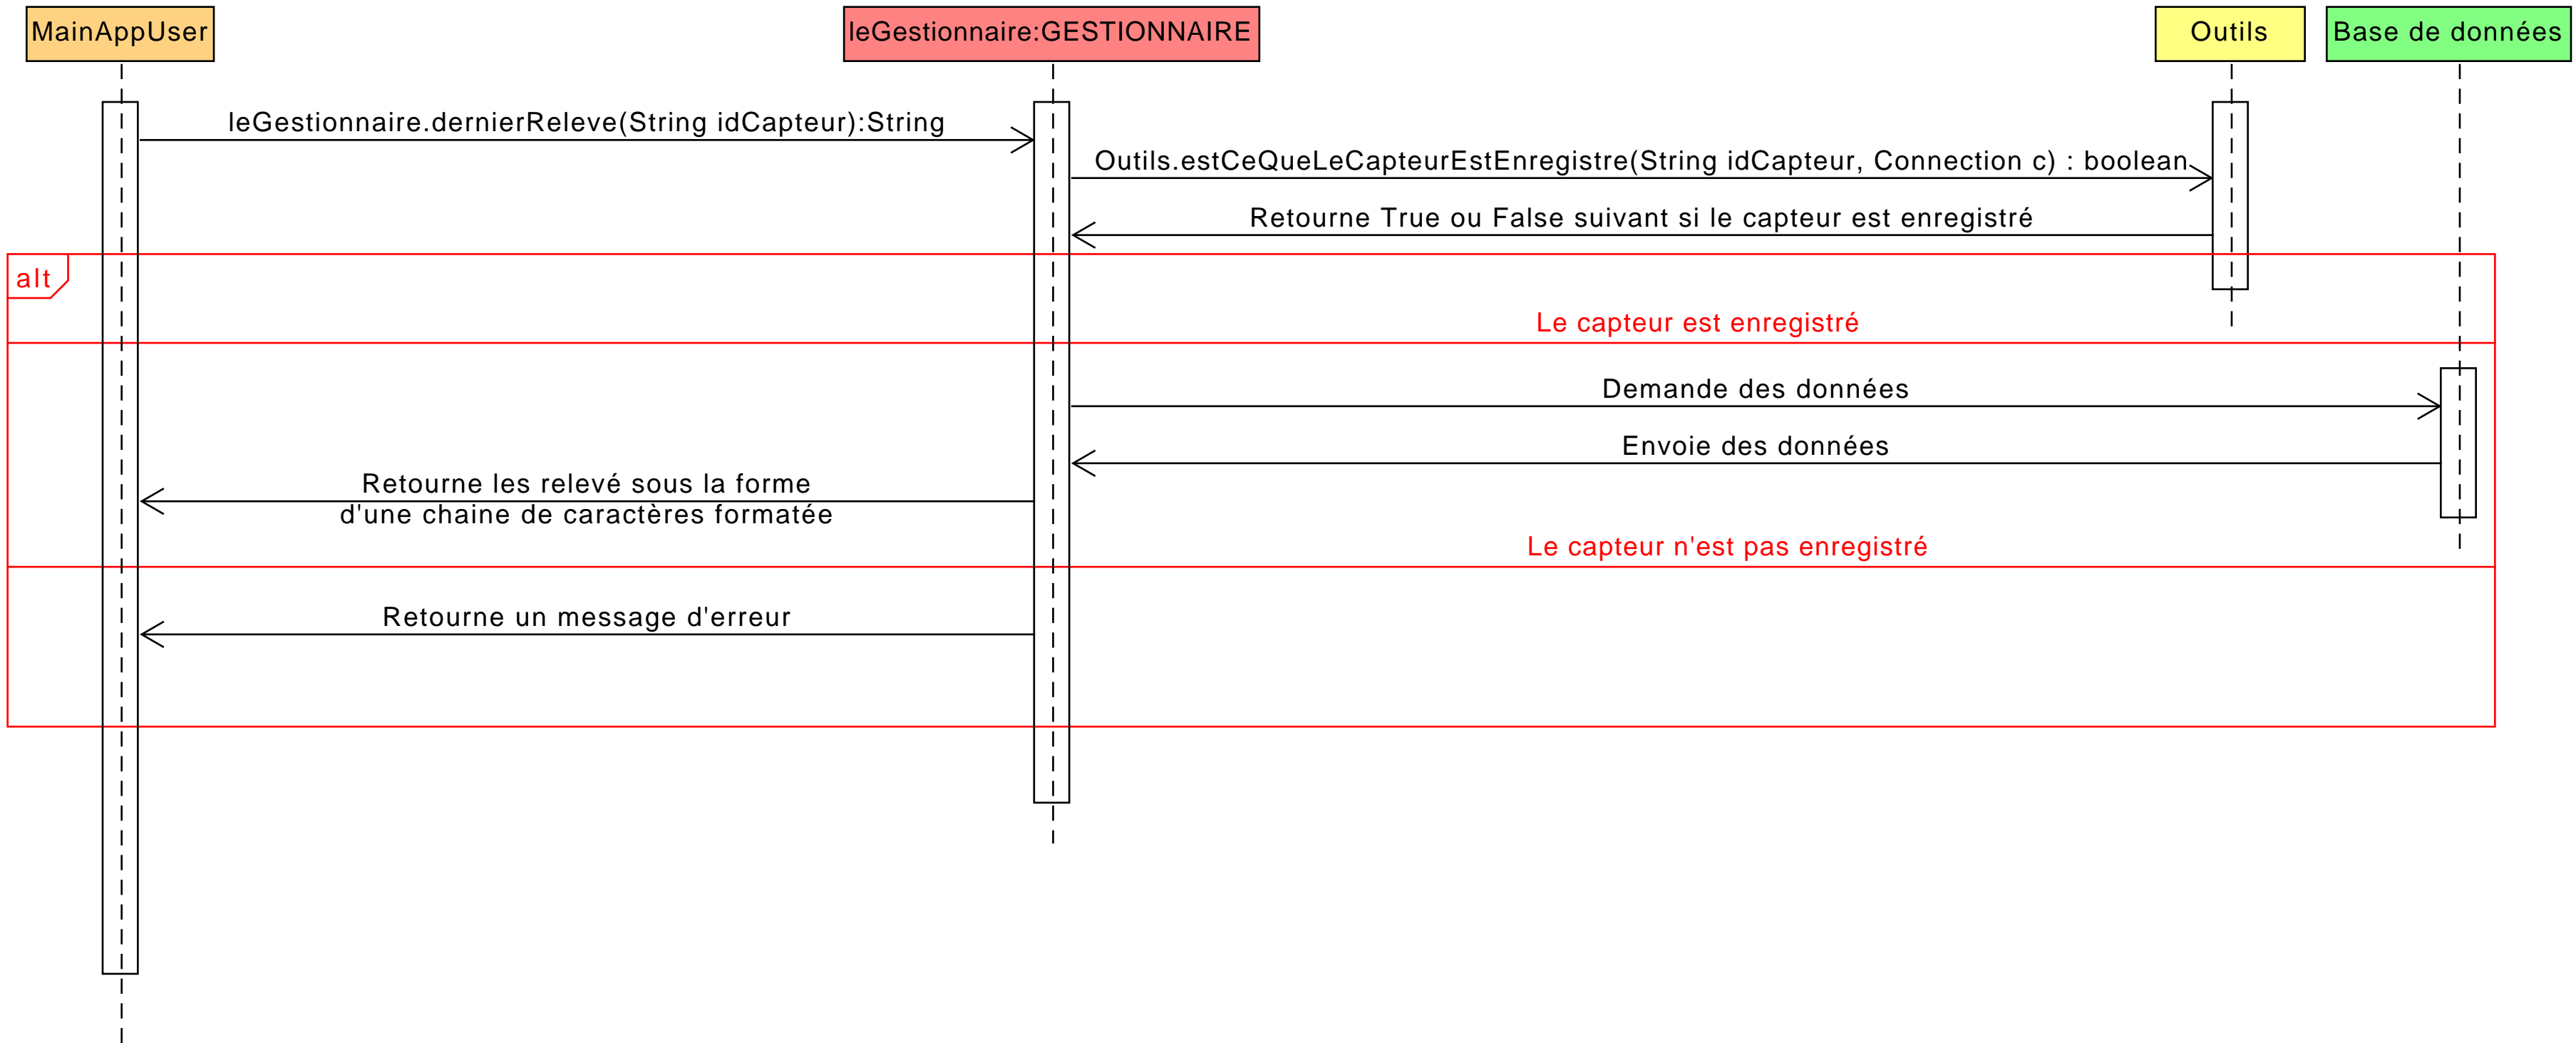 MainAppUser
leGestionnaire:GESTIONNAIRE
Outils
Base de données
leGestionnaire.dernierReleve(String idCapteur):String
Outils.estCeQueLeCapteurEstEnregistre(String idCapteur, Connection c) : boolean
Retourne True ou False suivant si le capteur est enregistré
alt
Le capteur est enregistré
Demande des données
Envoie des données
Retourne les relevé sous la forme
d'une chaine de caractères formatée
Le capteur n'est pas enregistré
Retourne un message d'erreur